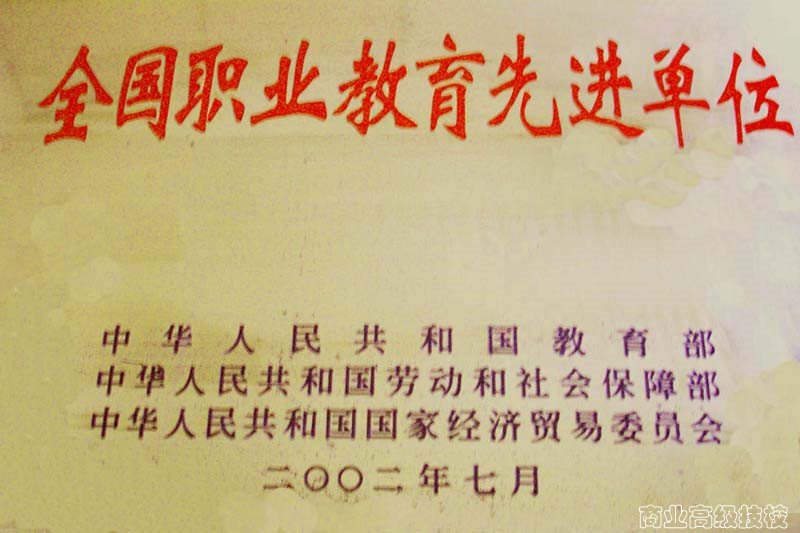 全国职业教育先进单位
中华人民共和国教育部
中华人民共和国劳动和社会保障部
中华人民共和国国家经济贸易委员会
二〇〇二年七月
商业高级技校